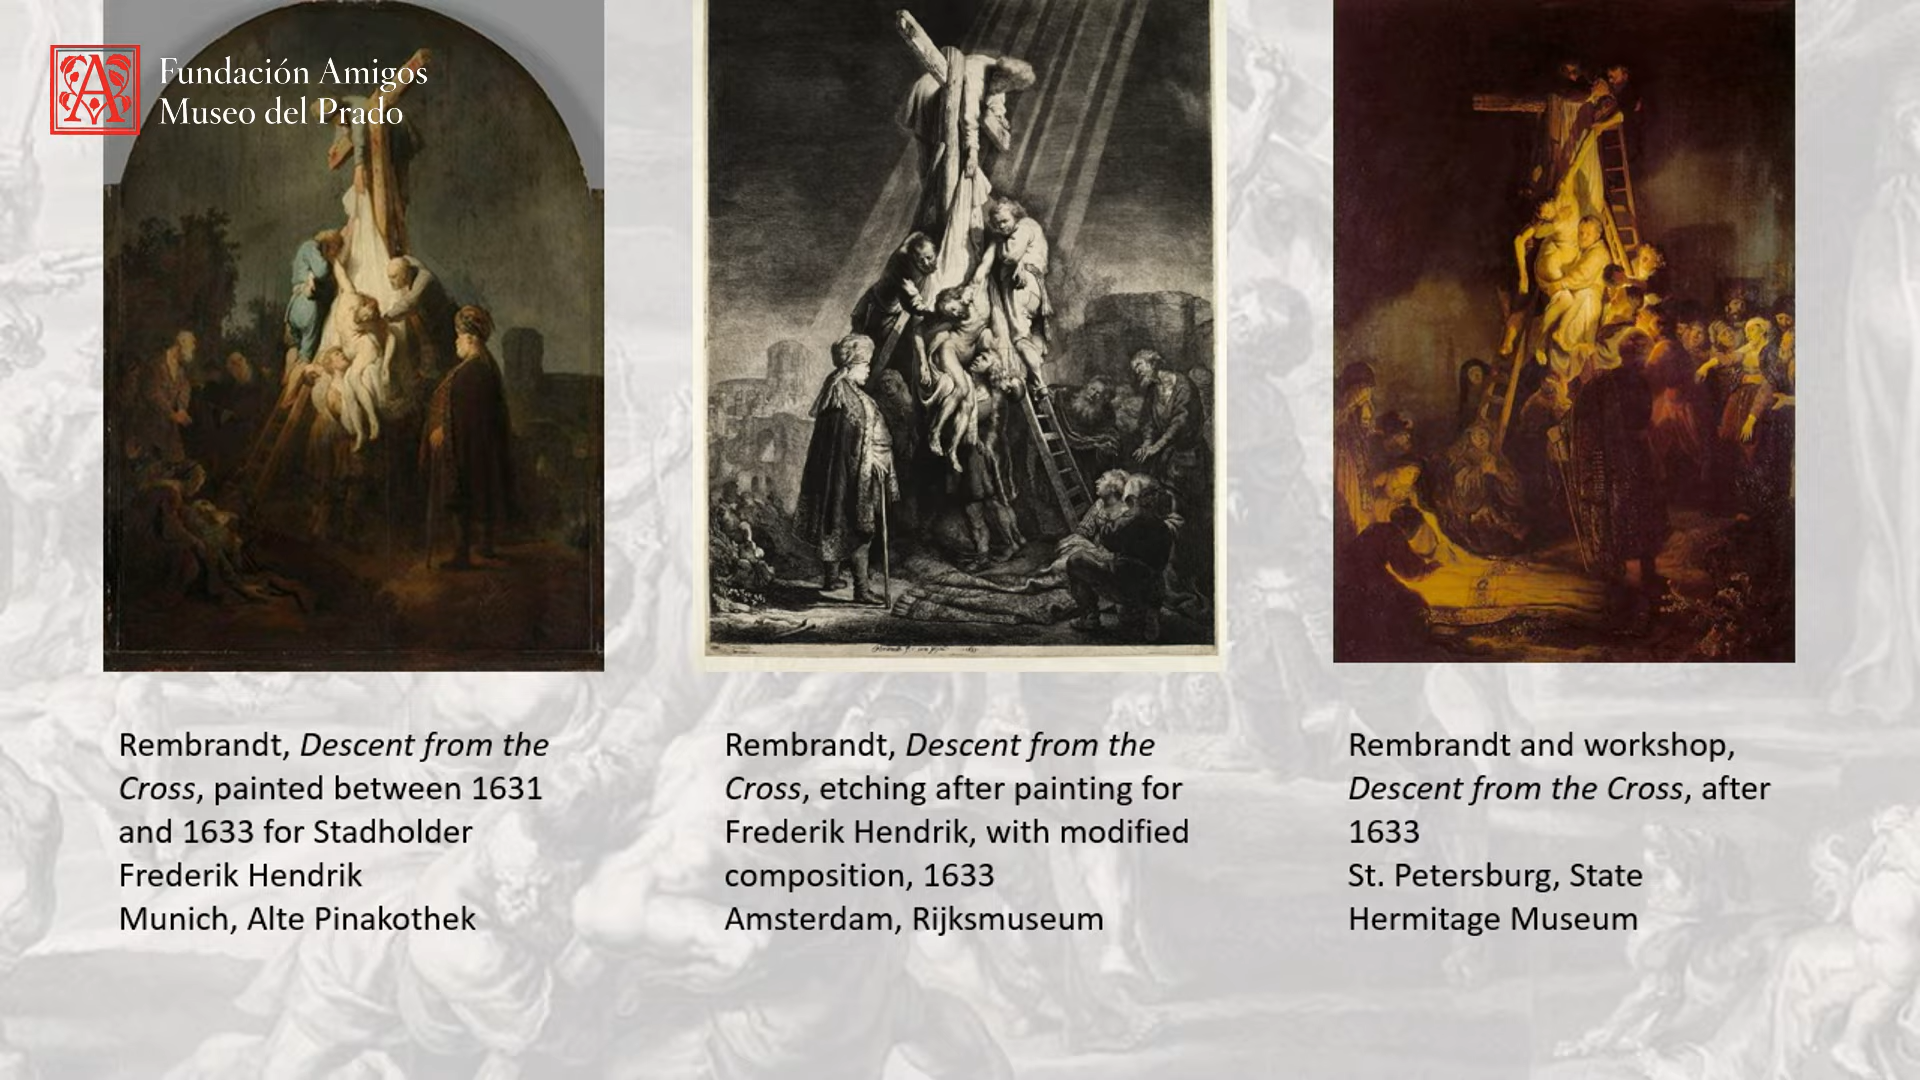 Fundación Amigos
Museo del Prado
Rembrandt, Descent from the
Cross, painted between 1631
and 1633 for Stadholder
Frederik Hendrik
Munich, Alte Pinakothek
Rembrandt, Descent from the
Cross, etching after painting for
Frederik Hendrik, with modified
composition, 1633
Amsterdam, Rijksmuseum
Rembrandt and workshop,
Descent from the Cross, after
1633
St. Petersburg, State
Hermitage Museum